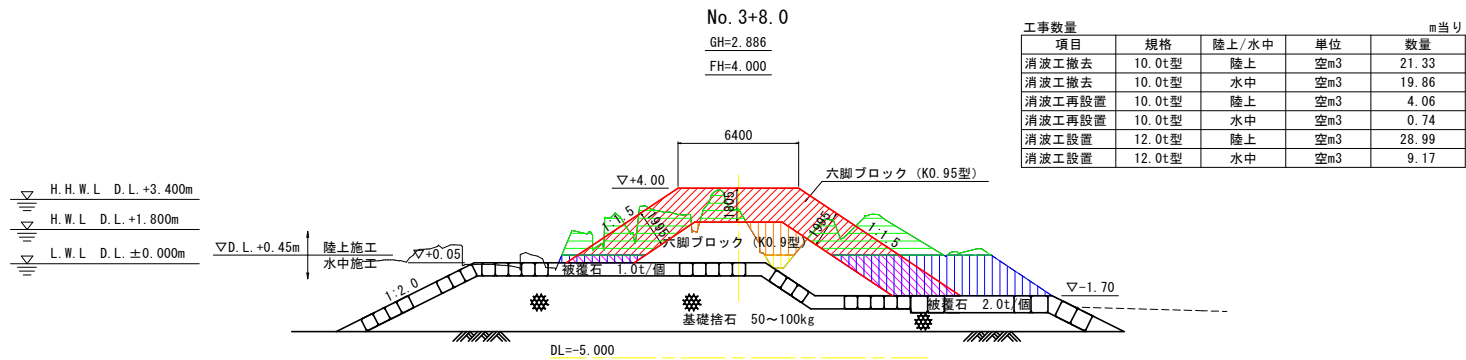 No. 3+8.0
GH=2.886
FH=4.000
工事数量 m当り
項目 規格 陸上/水中 単位 数量
消波工撤去 10.0t型 陸上 空m3 21.33
消波工撤去 10.0t型 水中 空m3 19.86
消波工再設置 10.0t型 陸上 空m3 4.06
消波工再設置 10.0t型 水中 空m3 0.74
消波工設置 12.0t型 陸上 空m3 28.99
消波工設置 12.0t型 水中 空m3 9.17
6400
六脚ブロック (K0.95型)
▽+4.00
H.H.W.L D.L.+3.400m
H.W.L D.L.+1.800m
L.W.L D.L.±0.000m
▽D.L.+0.45m
陸上施工
水中施工
▽+0.05
1:1.5
1995
1805
1995
1:1.5
六脚ブロック (K0.9型)
被覆石 1.0t/個
1:2.0
▽-1.70
被覆石 2.0t/個
基礎捨石 50～100kg
DL=-5.000